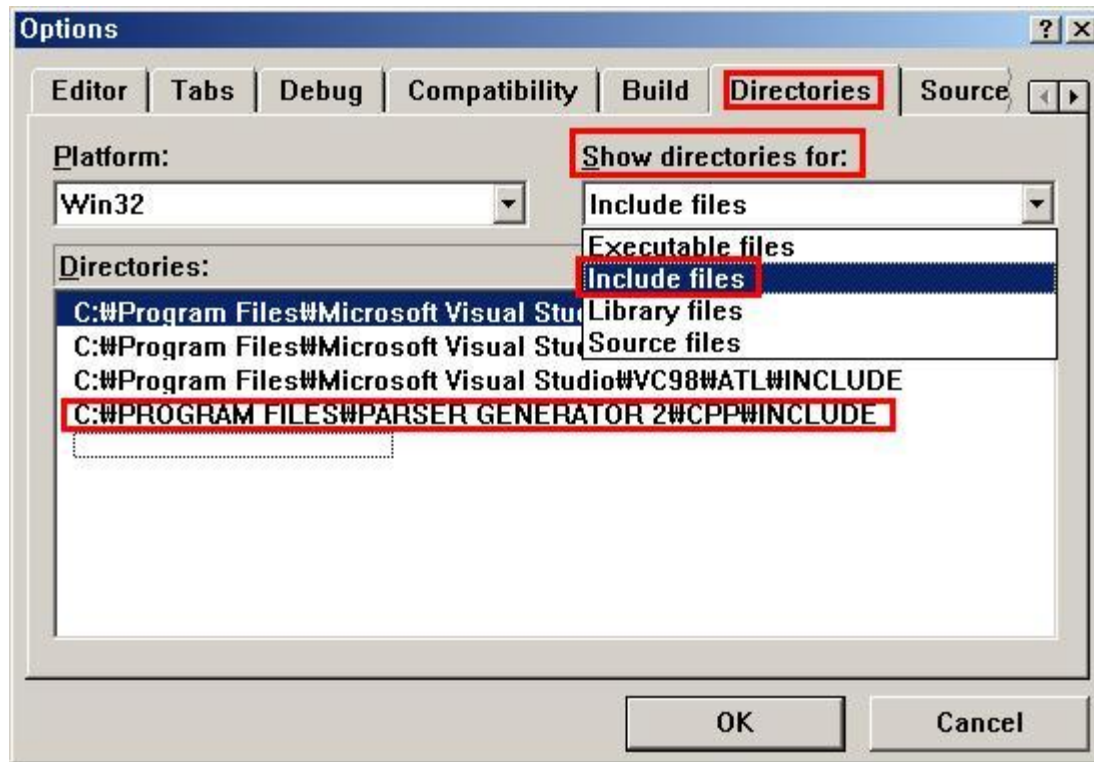 Options
Editor Tabs Debug Compatibility Build Directories Source
Platform: Show directories for:
Win32 Include files
Executable files
Directories:
Include files
C:₩Program Files₩Microsoft Visual
Library files
C:₩Program Files₩Microsoft Visual
Source files
C:₩Program Files₩Microsoft Visual Studio₩VC98₩ATL₩INCLUDE
C:₩PROGRAM FILES₩PARSER GENERATOR 2₩CPP₩INCLUDE
OK Cancel